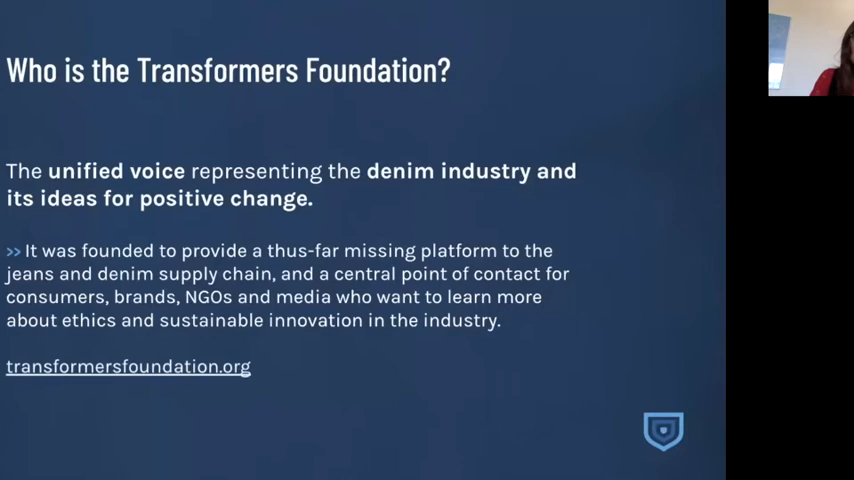 Who is the Transformers Foundation?
The unified voice representing the denim industry and
its ideas for positive change.
>> It was founded to provide a thus-far missing platform to the
jeans and denim supply chain, and a central point of contact for
consumers, brands, NGOs and media who want to learn more
about ethics and sustainable innovation in the industry.
transformersfoundation.org